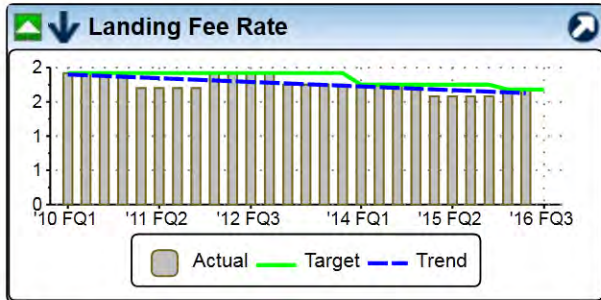 Landing Fee Rate
2
2
1
1
0
'10 FQ1 '11 FQ2 '12 FQ3 '14 FQ1 '15 FQ2 '16 FQ3
Actual Target Trend